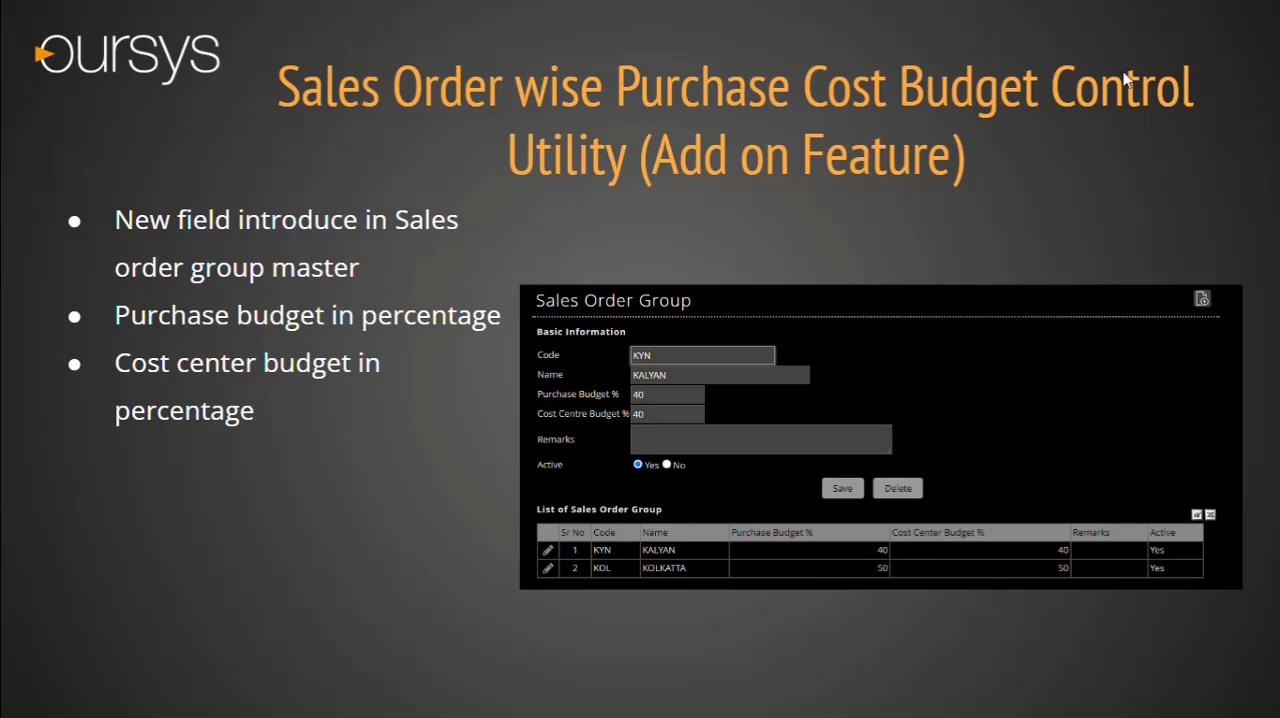 oursys
Sales Order wise Purchase Cost Budget Control
Utility (Add on Feature)
● New field introduce in Sales
order group master
● Purchase budget in percentage
● Cost center budget in
percentage
Sales Order Group
Basic Information
Code KYN
Name KALYAN
Purchase Budget % 40
Cost Centre Budget % 40
Remarks
Active Yes No
Save Delete
List of Sales Order Group
Sr No Code Name Purchase Budget % Cost Center Budget % Remarks Active
1 KYN KALYAN 40 40 Yes
2 KOL KOLKATTA 50 50 Yes